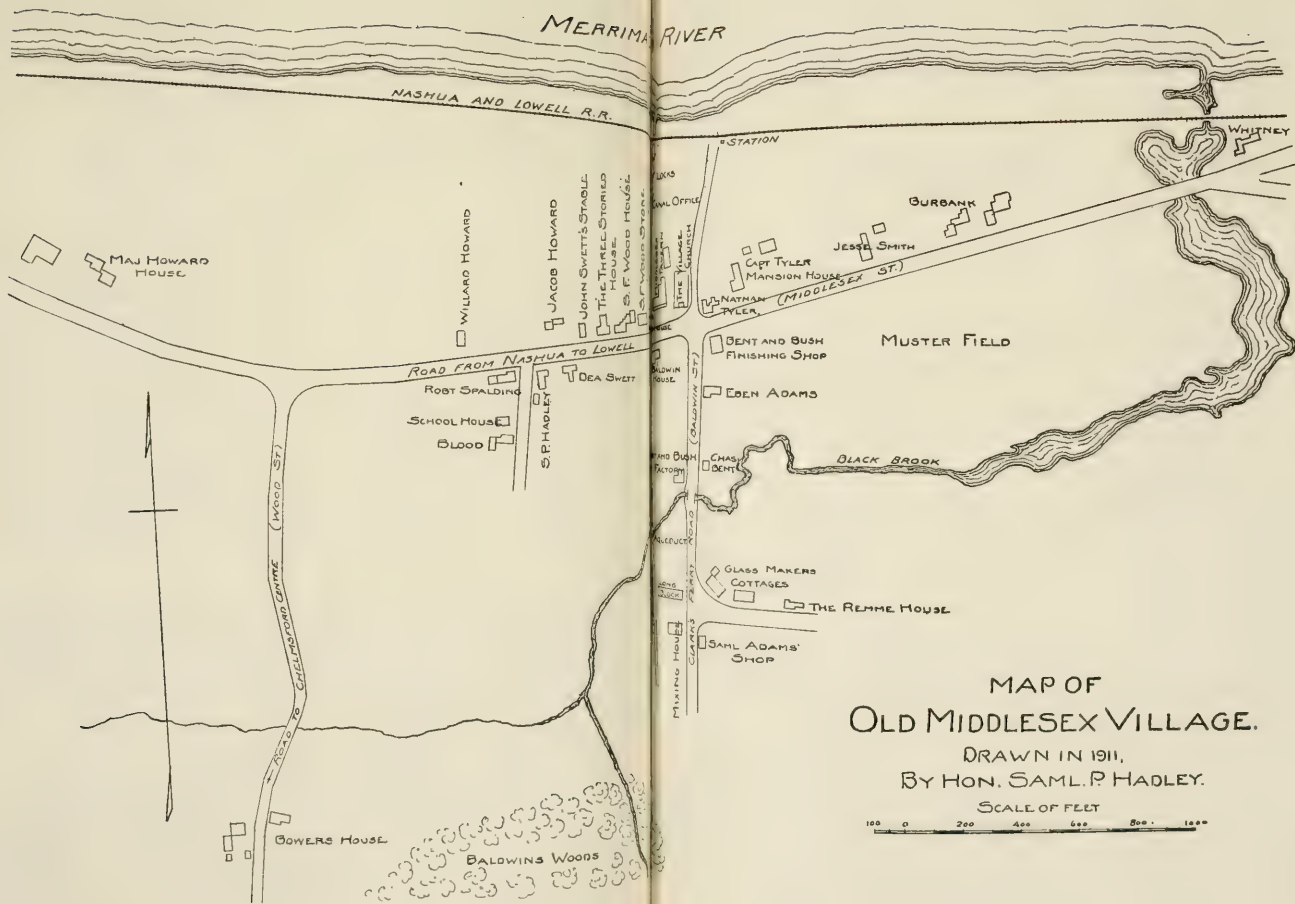 MERRIMA RIVER
NASHUA AND LOWELL R.R.
STATION
WHITNEY
LOCKS
CANAL OFFICE
BURBANK
WILLARD HOWARD
JACOB HOWARD
JOHN SWETT'S STABLE
THE THREE STORIED
HOUSE
S. F. WOOD HOUSE
S. F. WOOD STORE
TAVERN
THE VILLAGE
CHURCH
JESSE SMITH
CAPT TYLER
MANSION HOUSE
(MIDDLESEX ST.)
MAJ HOWARD
HOUSE
NATHAN
TYLER.
ROAD FROM NASHUA TO LOWELL
BENT AND BUSH
FINISHING SHOP
MUSTER FIELD
ROBT SPALDING
DEA SWETT
BALDWIN
HOUSE
(BALDWIN ST)
EBEN ADAMS
SCHOOL HOUSE
BLOOD
S.P. HADLEY
AND BUSH
FACTORY
CHAS
BENT
BLACK BROOK
(WOOD ST)
AQUEDUCT
GLASS MAKERS
COTTAGES
LONG
BLOCK
THE REMME HOUSE
CLARKS FERRY ROAD
MIXING HOUSE
SAML ADAMS'
SHOP
ROAD TO CHELMSFORD CENTRE
MAP OF
OLD MIDDLESEX VILLAGE.
DRAWN IN 1911,
BY HON. SAML. P. HADLEY.
SCALE OF FEET
100 0 200 400 600 800 1000
BOWERS HOUSE
BALDWINS WOODS